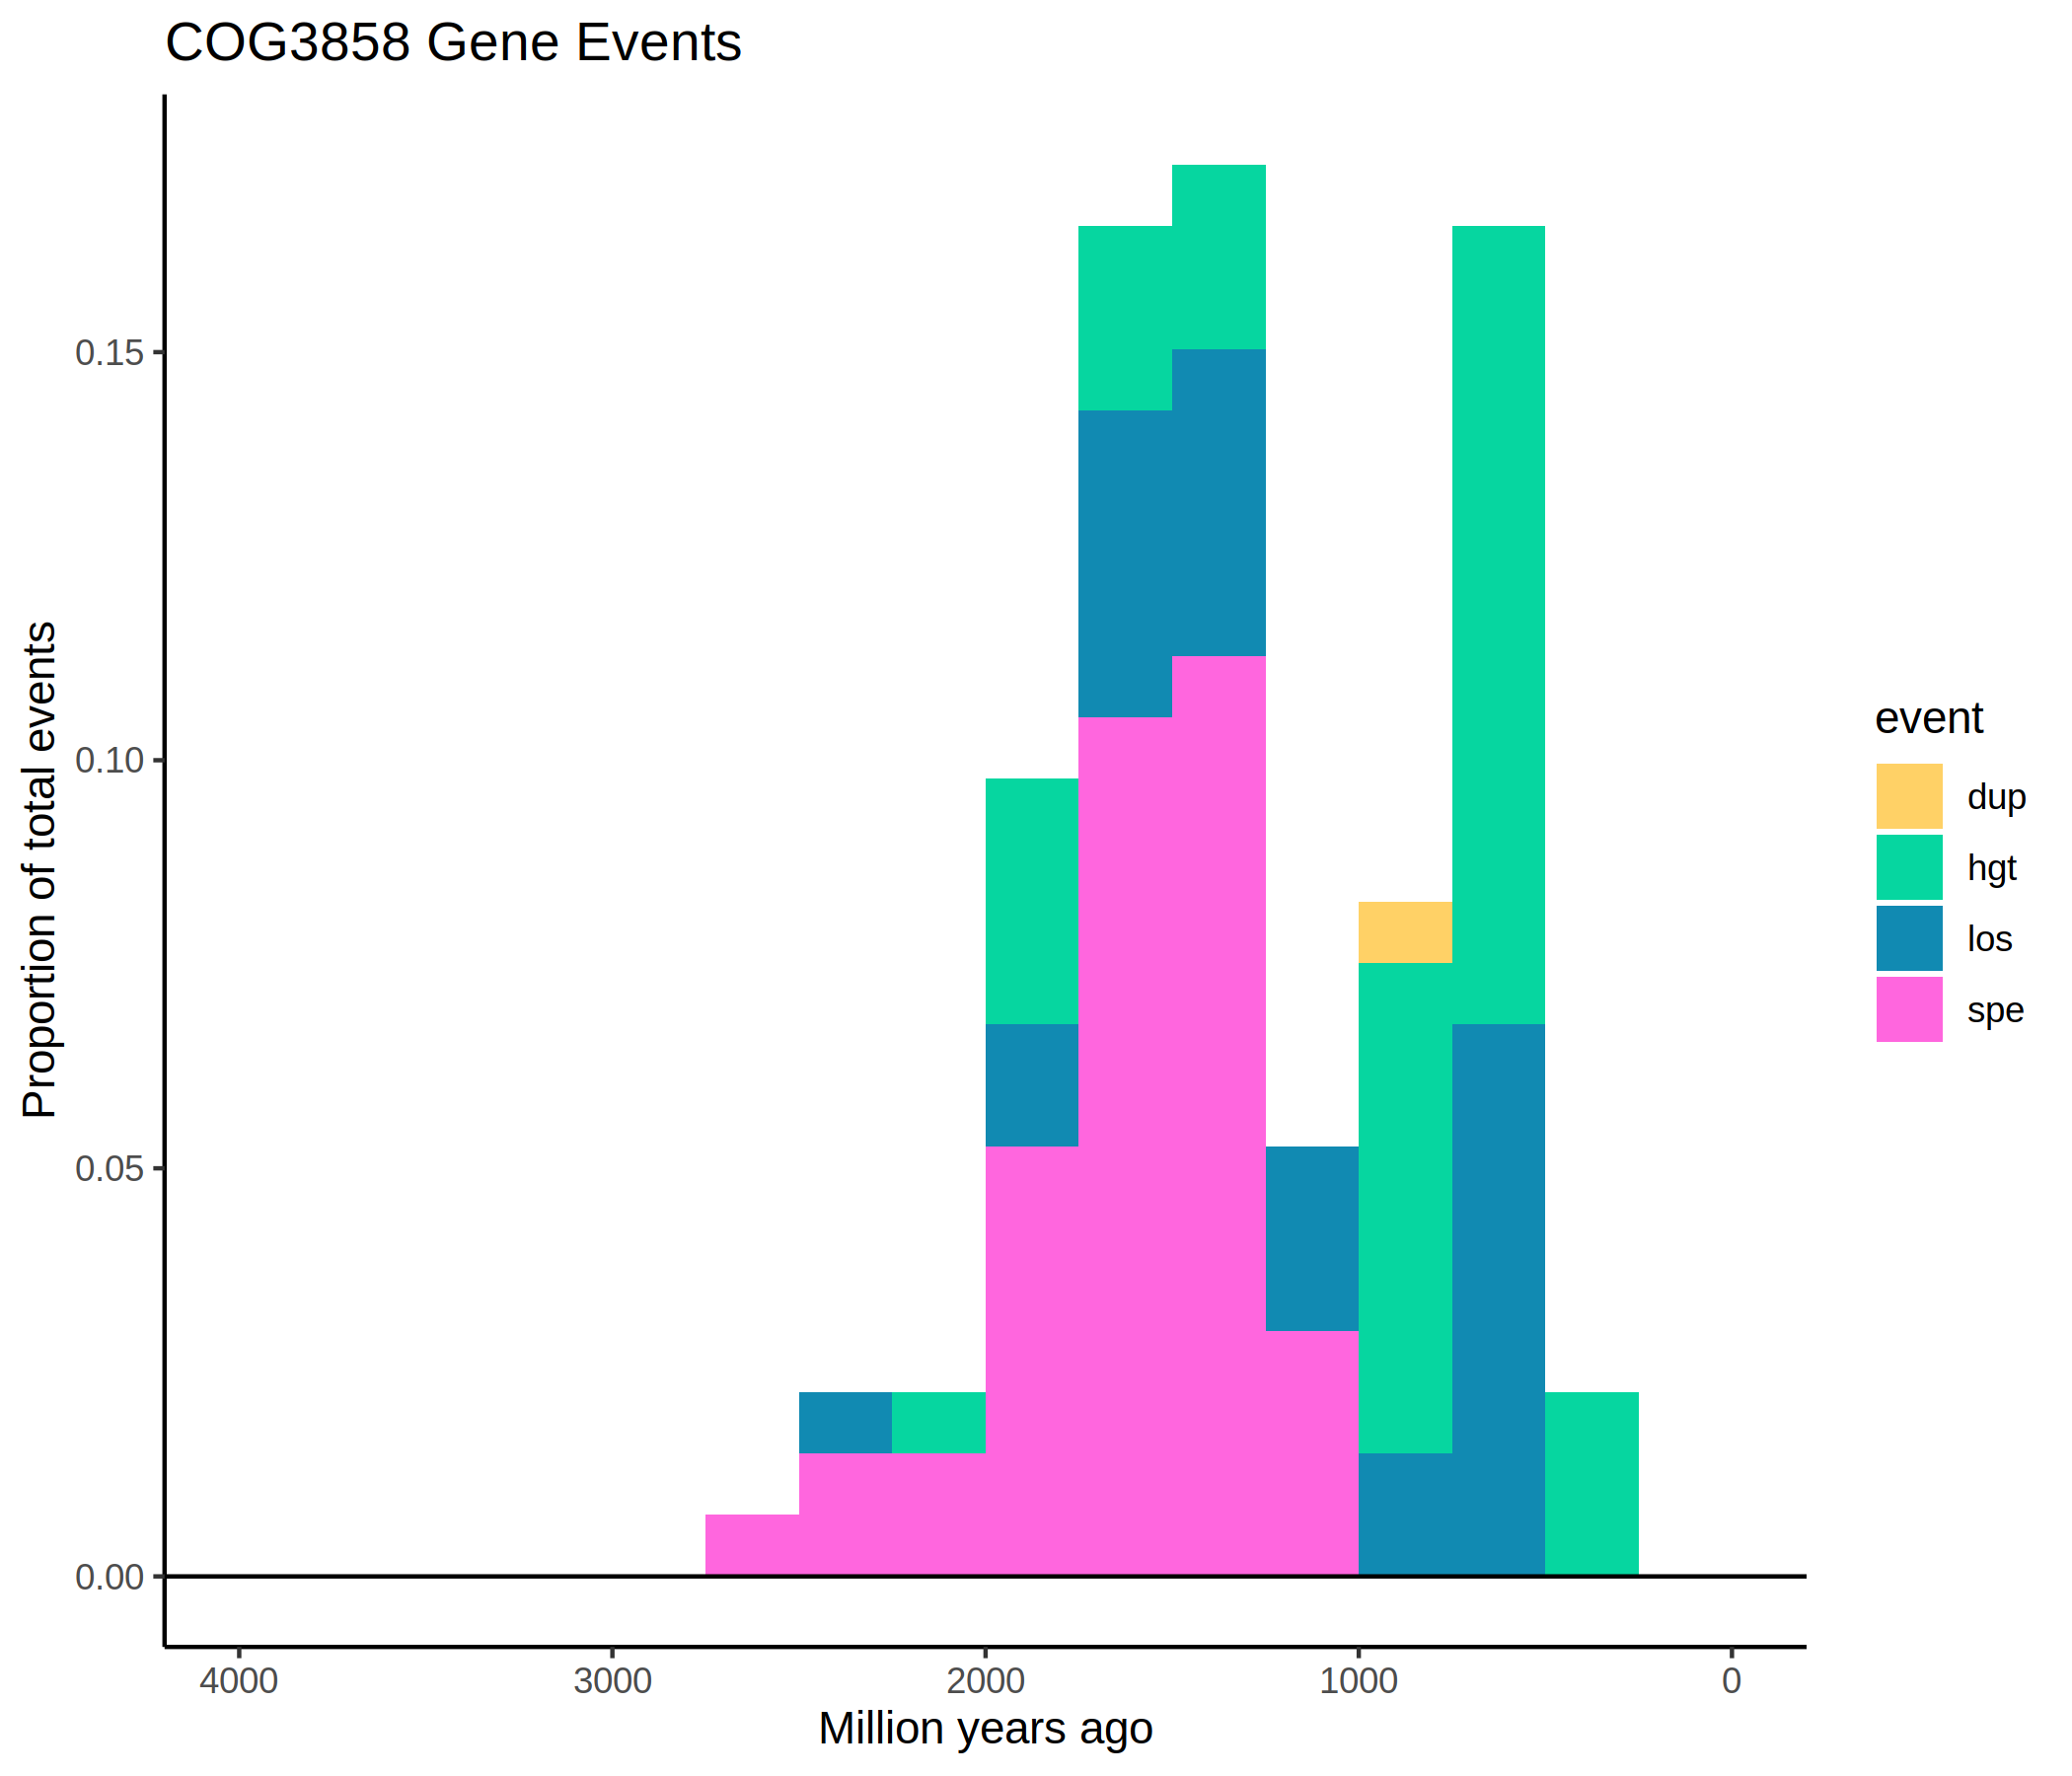 COG3858 Gene Events
Proportion of total events
0.15
0.10
0.05
0.00
4000 3000 2000 1000 0
Million years ago
event
dup
hgt
los
spe